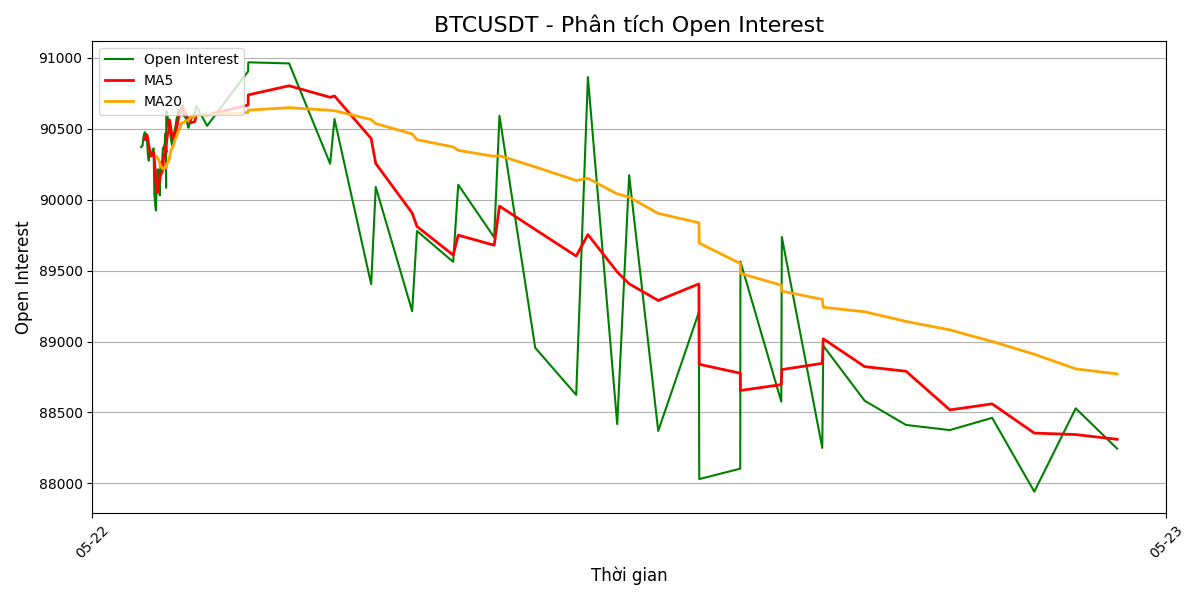 BTCUSDT - Phân tích Open Interest
Open Interest
MA5
MA20
91000
90500
90000
89500
89000
88500
88000
Open Interest
05-22
05-23
Thời gian